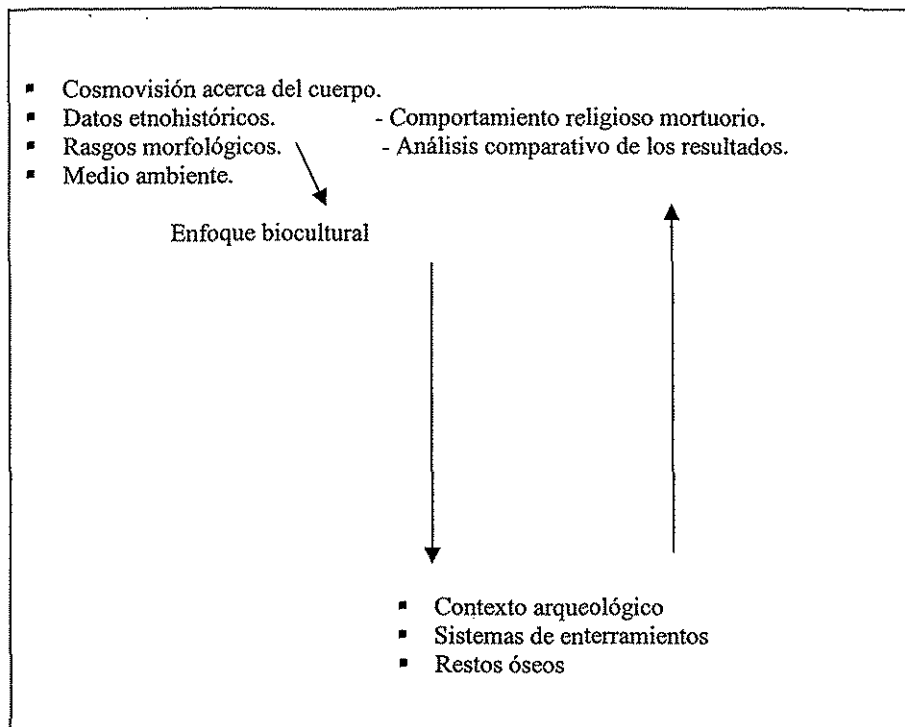 ▪ Cosmovisión acerca del cuerpo.
▪ Datos etnohistóricos. - Comportamiento religioso mortuorio.
▪ Rasgos morfológicos. - Análisis comparativo de los resultados.
▪ Medio ambiente.
Enfoque biocultural
▪ Contexto arqueológico
▪ Sistemas de enterramientos
▪ Restos óseos